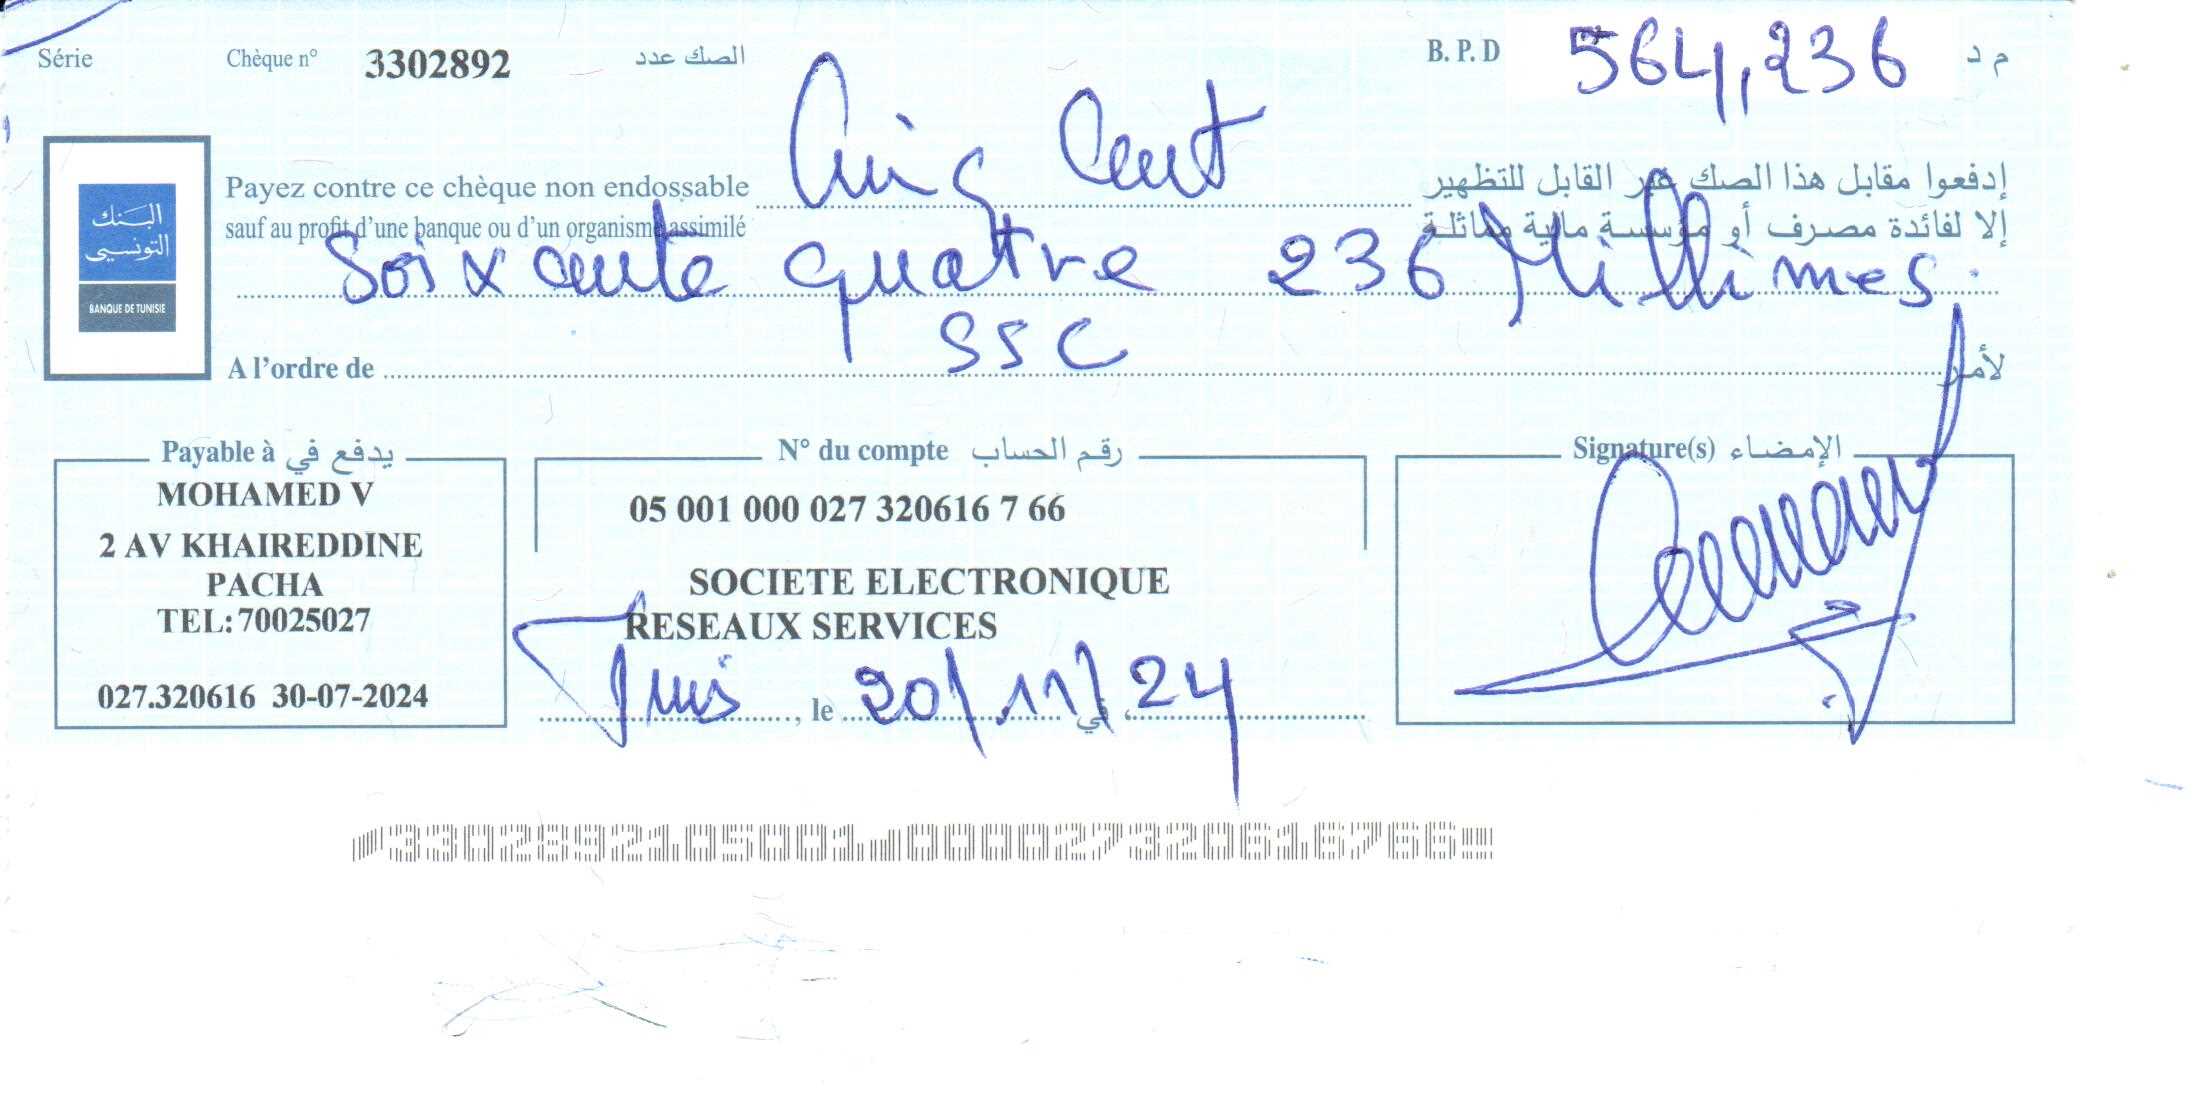 Série Chèque n° 3302892 الصك عدد B. P. D 564,236 م د
البنك
التونسي
BANQUE DE TUNISIE
Payez contre ce chèque non endossable Cinq Cent إدفعوا مقابل هذا الصك غير القابل للتظهير
sauf au profit d'une banque ou d'un organisme assimilé إلا لفائدة مصرف أو مؤسسة مالية مماثلة
Soixante quatre 236 Millimes
A l'ordre de SSC لأمر
Payable à يدفع في
MOHAMED V
2 AV KHAIREDDINE
PACHA
TEL:70025027
027.320616 30-07-2024
N° du compte رقم الحساب
05 001 000 027 320616 7 66
SOCIETE ELECTRONIQUE
RESEAUX SERVICES
Tunis, le 20/11/24 في
Signature(s) الإمضاء
3302892105001000027320616766